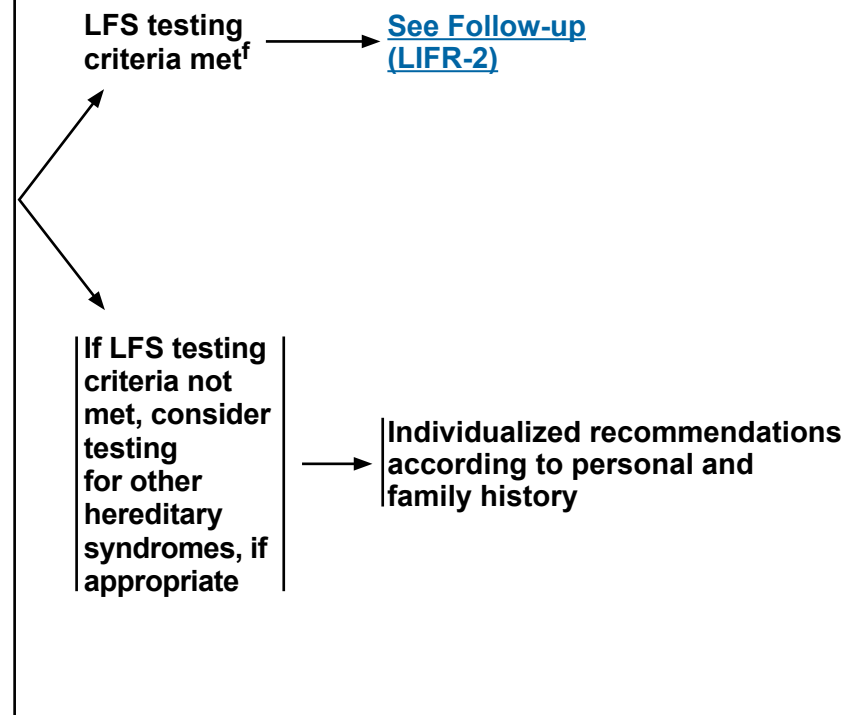 LFS testing
criteria metf
See Follow-up
(LIFR-2)
If LFS testing
criteria not
met, consider
testing
for other
hereditary
syndromes, if
appropriate
Individualized recommendations
according to personal and
family history